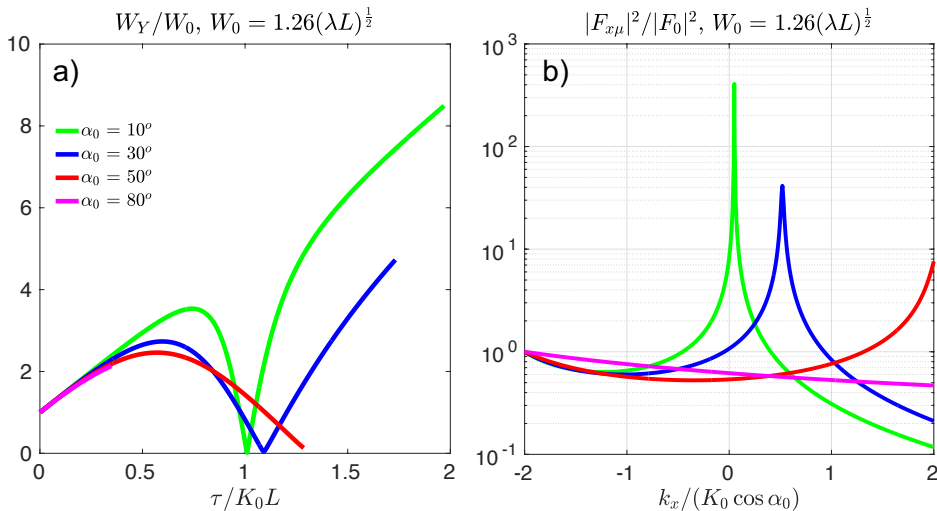 W_Y/W_0, W_0 = 1.26(λL)^{1/2}
a)
α_0 = 10^o
α_0 = 30^o
α_0 = 50^o
α_0 = 80^o
10
8
6
4
2
0
0 0.5 1 1.5 2
τ/K_0L
|F_{xμ}|^2/|F_0|^2, W_0 = 1.26(λL)^{1/2}
b)
10^3
10^2
10^1
10^0
10^{-1}
-2 -1 0 1 2
k_x/(K_0 cos α_0)